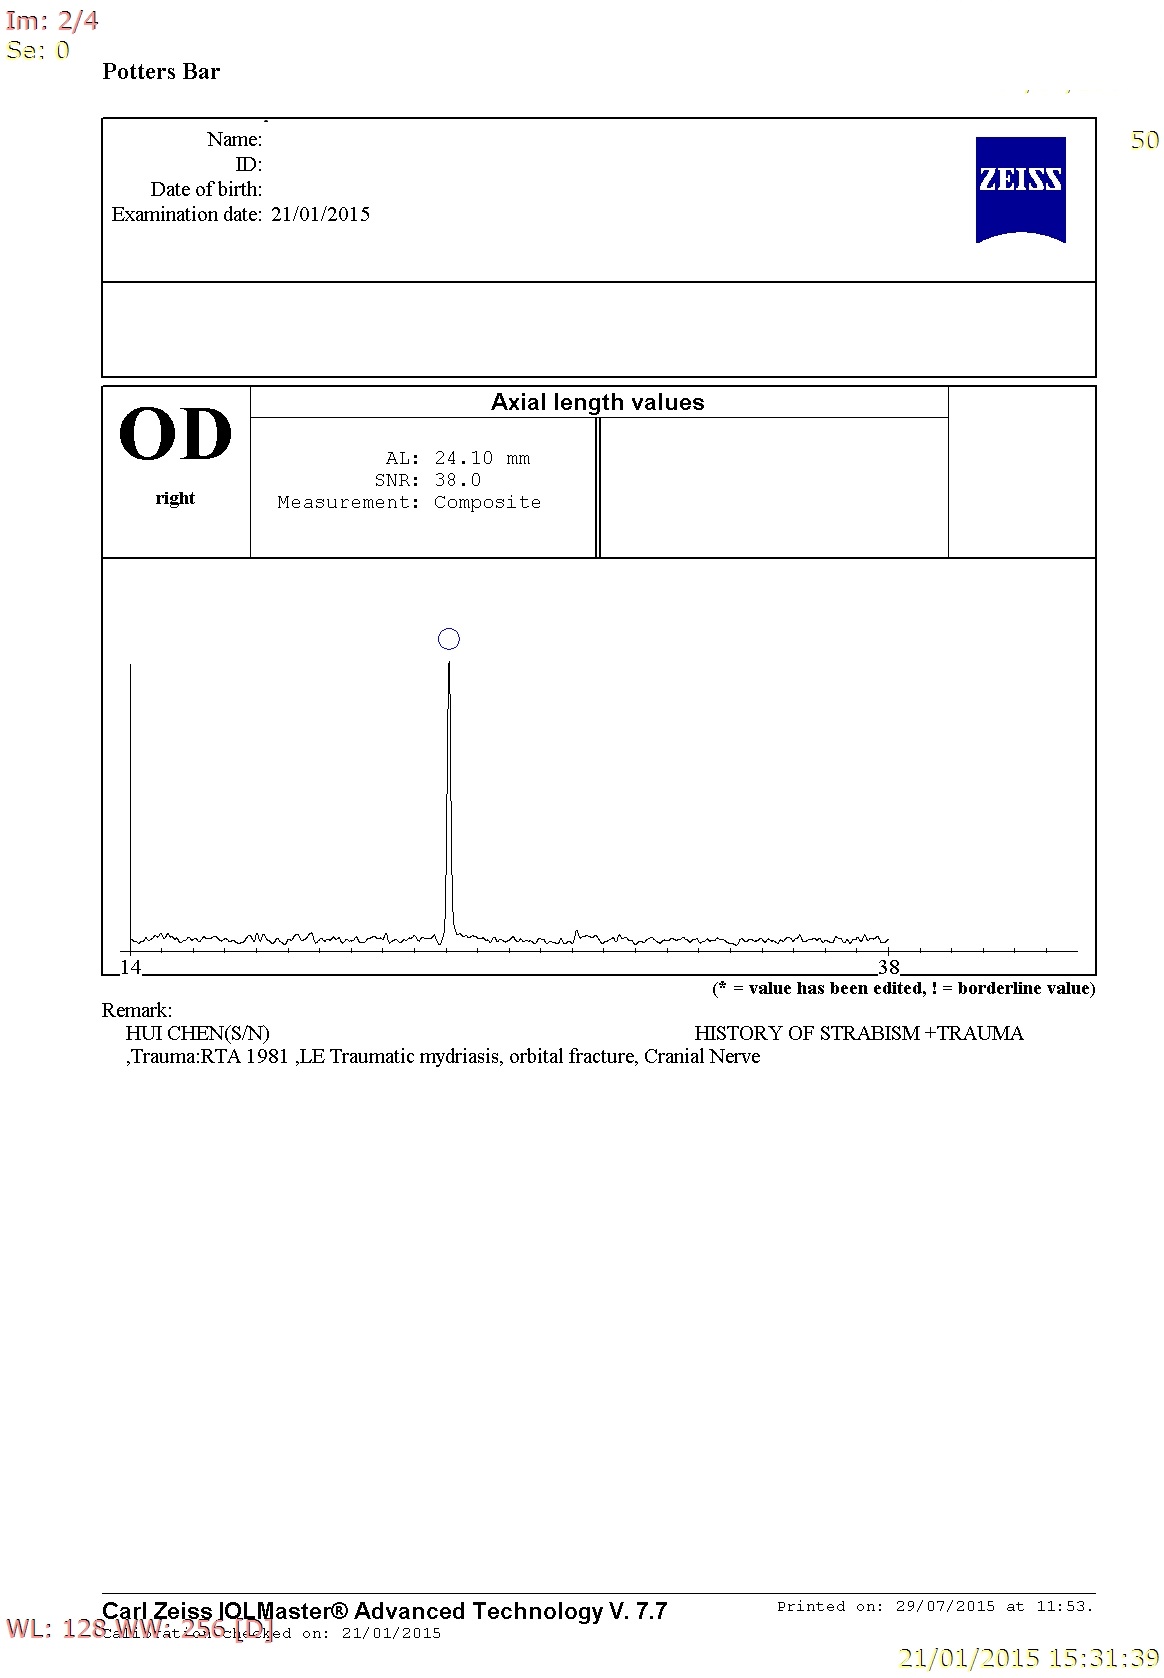 Im: 2/4
Se: 0
Potters Bar
50
Name:
ID:
Date of birth:
Examination date: 21/01/2015
ZEISS
OD
right
Axial length values
AL: 24.10 mm
SNR: 38.0
Measurement: Composite
14
38
(* = value has been edited, ! = borderline value)
Remark:
HUI CHEN(S/N) HISTORY OF STRABISM +TRAUMA
,Trauma:RTA 1981 ,LE Traumatic mydriasis, orbital fracture, Cranial Nerve
Carl Zeiss IOLMaster® Advanced Technology V. 7.7
Printed on: 29/07/2015 at 11:53.
WL: 128 WW: 256 [D]
Calibration checked on: 21/01/2015
21/01/2015 15:31:39